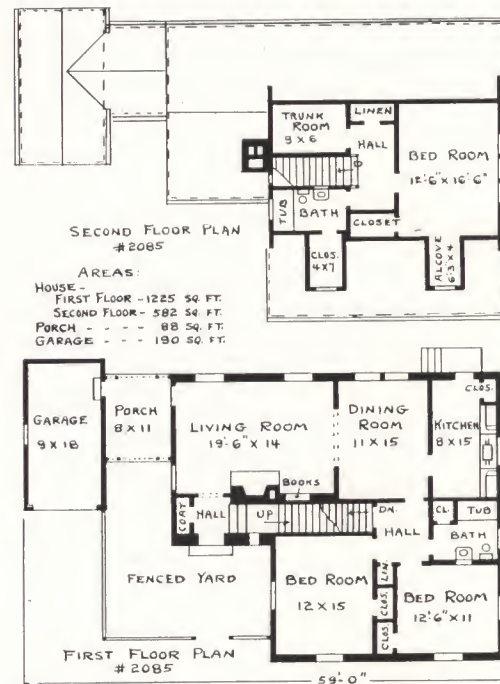 TRUNK
ROOM
9 x 6
LINEN
HALL
BED ROOM
12'-6" x 16'-6"
D
TUB
BATH
CLOSET
CLOS.
4x7
ALCOVE
6'-3 x 4
SECOND FLOOR PLAN
#2085
AREAS:
HOUSE -
FIRST FLOOR - 1225 SQ. FT.
SECOND FLOOR - 582 SQ. FT.
PORCH - - - - 88 SQ. FT.
GARAGE - - - - 190 SQ. FT.
GARAGE
9 x 18
PORCH
8 x 11
LIVING ROOM
19'-6" x 14
DINING
ROOM
11 x 15
CLOS.
KITCHEN
8 x 15
BOOKS
COAT
HALL
UP
DN.
HALL
CL.
TUB
BATH
FENCED YARD
BED ROOM
12 x 15
LIN.
CLOS.
CLOS.
BED ROOM
12'-6" x 11
FIRST FLOOR PLAN
#2085
59'-0"